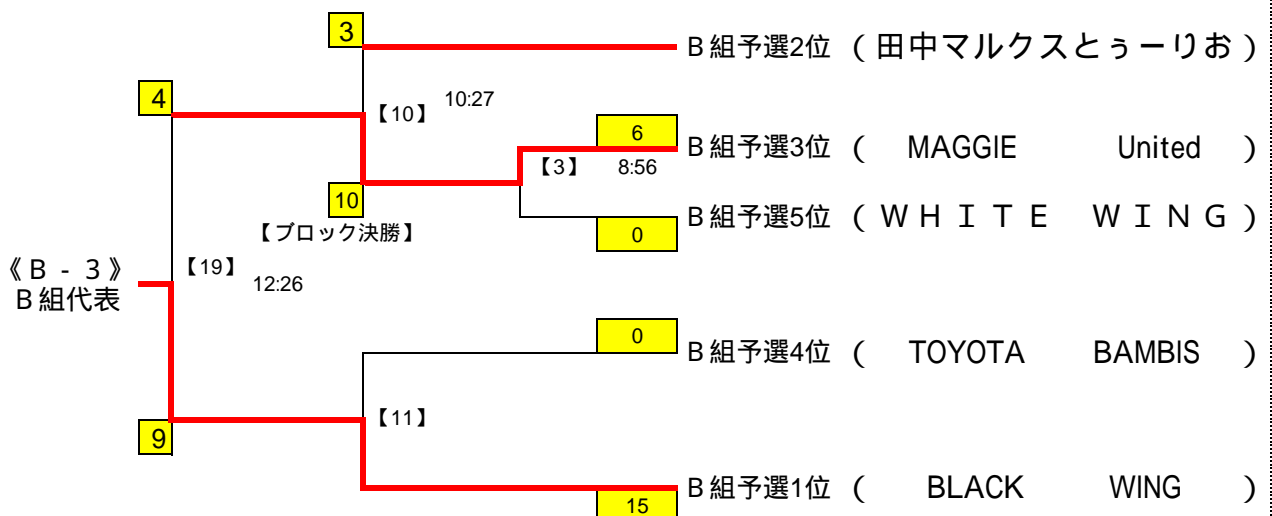 3
B組予選2位 (田中マルクスとぅーりお)
4
【10】 10:27
6
B組予選3位 ( MAGGIE United )
【3】 8:56
10
B組予選5位 (WHITE WING)
0
【ブロック決勝】
《B-3》
B組代表
【19】 12:26
0
B組予選4位 ( TOYOTA BAMBIS )
【11】
9
B組予選1位 ( BLACK WING )
15